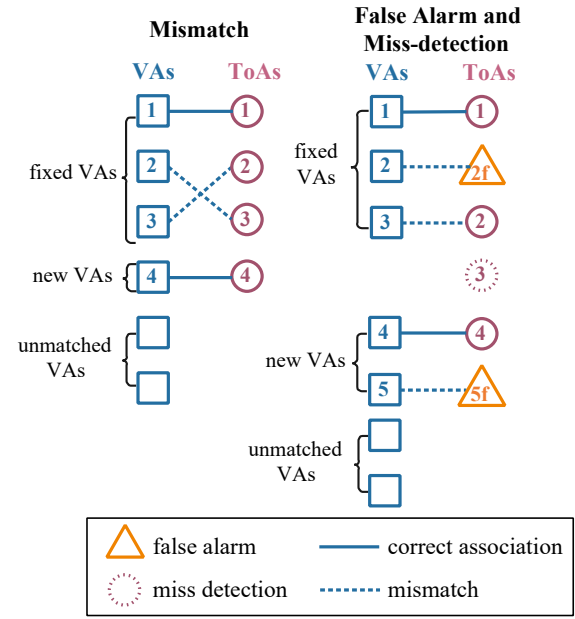 Mismatch
VAs ToAs
1 1
fixed VAs
2 2
3 3
new VAs
4 4
unmatched
VAs
False Alarm and
Miss-detection
VAs ToAs
1 1
fixed
VAs
2 2f
3 2
3
new VAs
4 4
5 5f
unmatched
VAs
false alarm
correct association
miss detection
mismatch